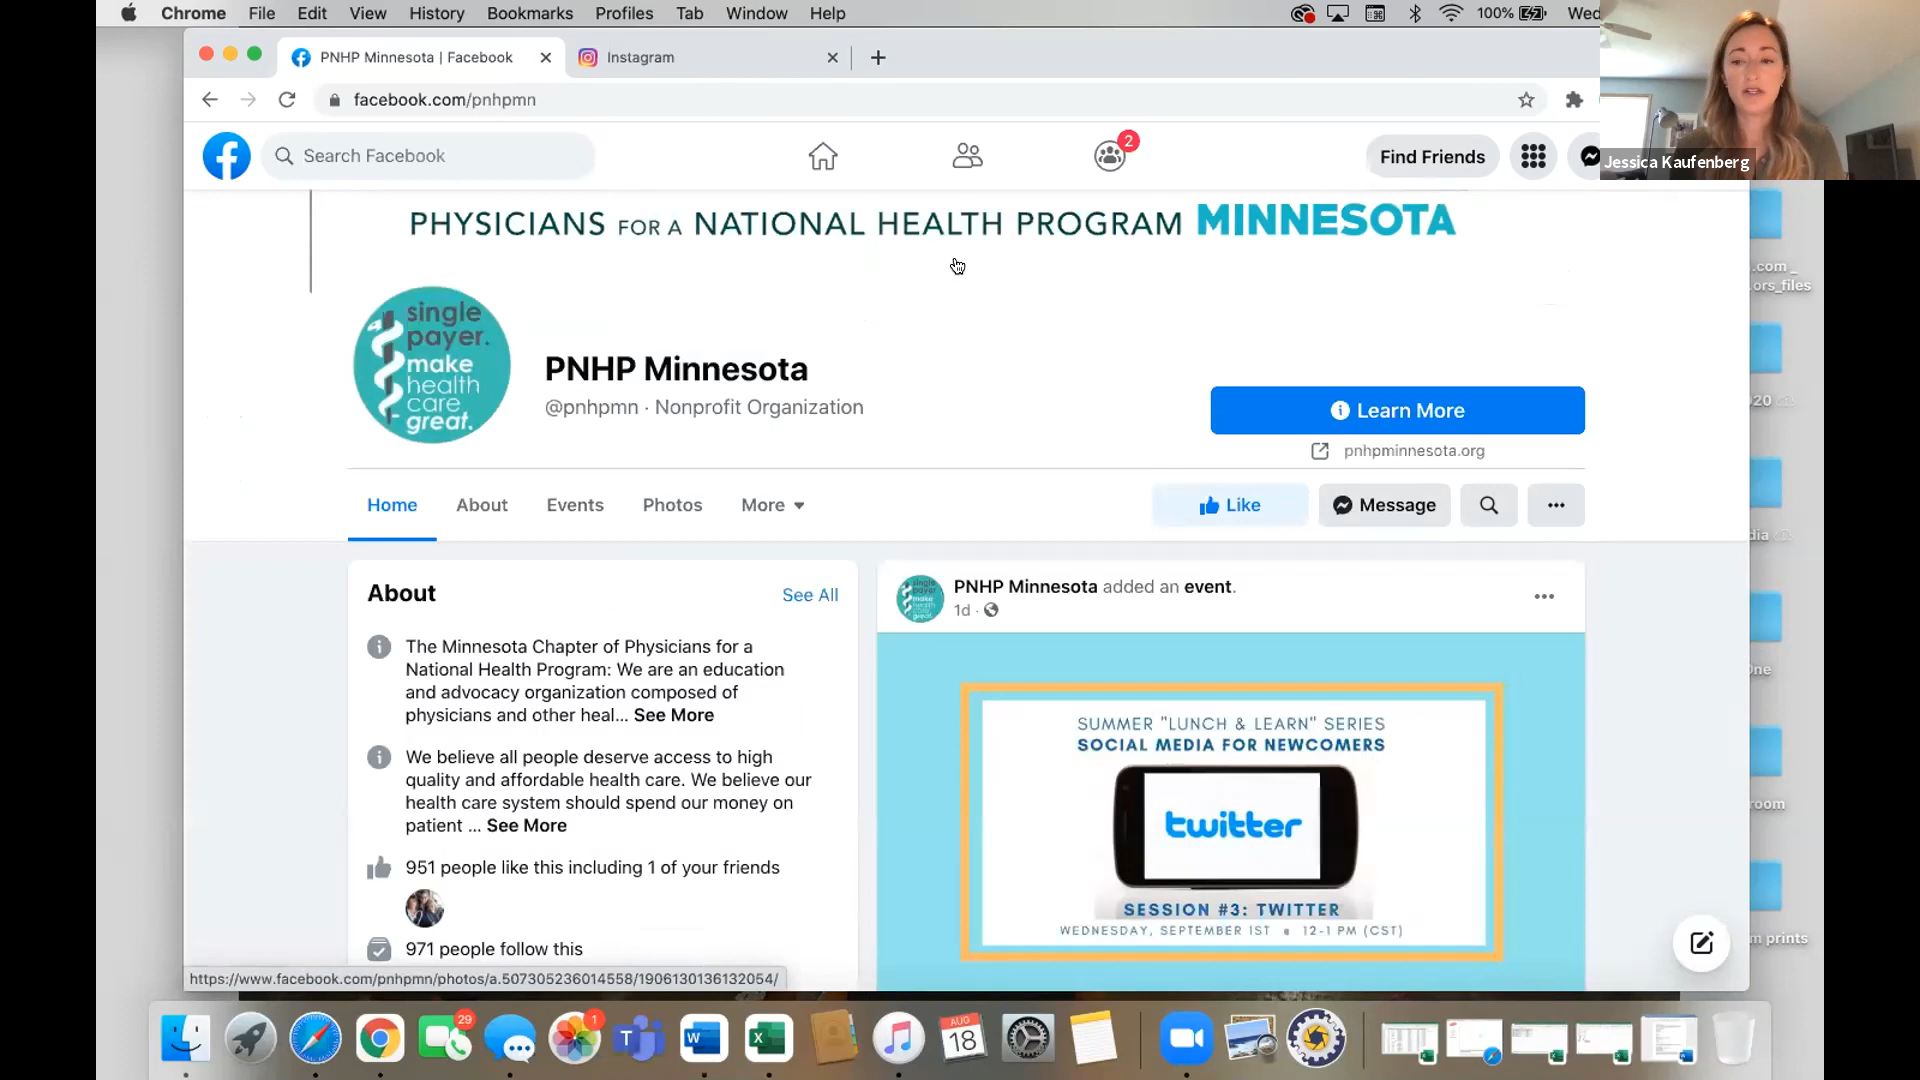 Chrome File Edit View History Bookmarks Profiles Tab Window Help 100% Wed
PNHP Minnesota | Facebook
Instagram
facebook.com/pnhpmn
Search Facebook
2
Find Friends
Jessica Kaufenberg
PHYSICIANS FOR A NATIONAL HEALTH PROGRAM MINNESOTA
.com _
ors_files
single
payer.
make
health
care
great.
PNHP Minnesota
@pnhpmn · Nonprofit Organization
Learn More
pnhpminnesota.org
Home About Events Photos More
Like Message
About
See All
The Minnesota Chapter of Physicians for a
National Health Program: We are an education
and advocacy organization composed of
physicians and other heal... See More
We believe all people deserve access to high
quality and affordable health care. We believe our
health care system should spend our money on
patient ... See More
951 people like this including 1 of your friends
971 people follow this
PNHP Minnesota added an event.
1d ·
SUMMER "LUNCH & LEARN" SERIES
SOCIAL MEDIA FOR NEWCOMERS
twitter
SESSION #3: TWITTER
WEDNESDAY, SEPTEMBER 1ST @ 12-1 PM (CST)
room
m prints
https://www.facebook.com/pnhpmn/photos/a.507305236014558/1906130136132054/
29
1
AUG
18